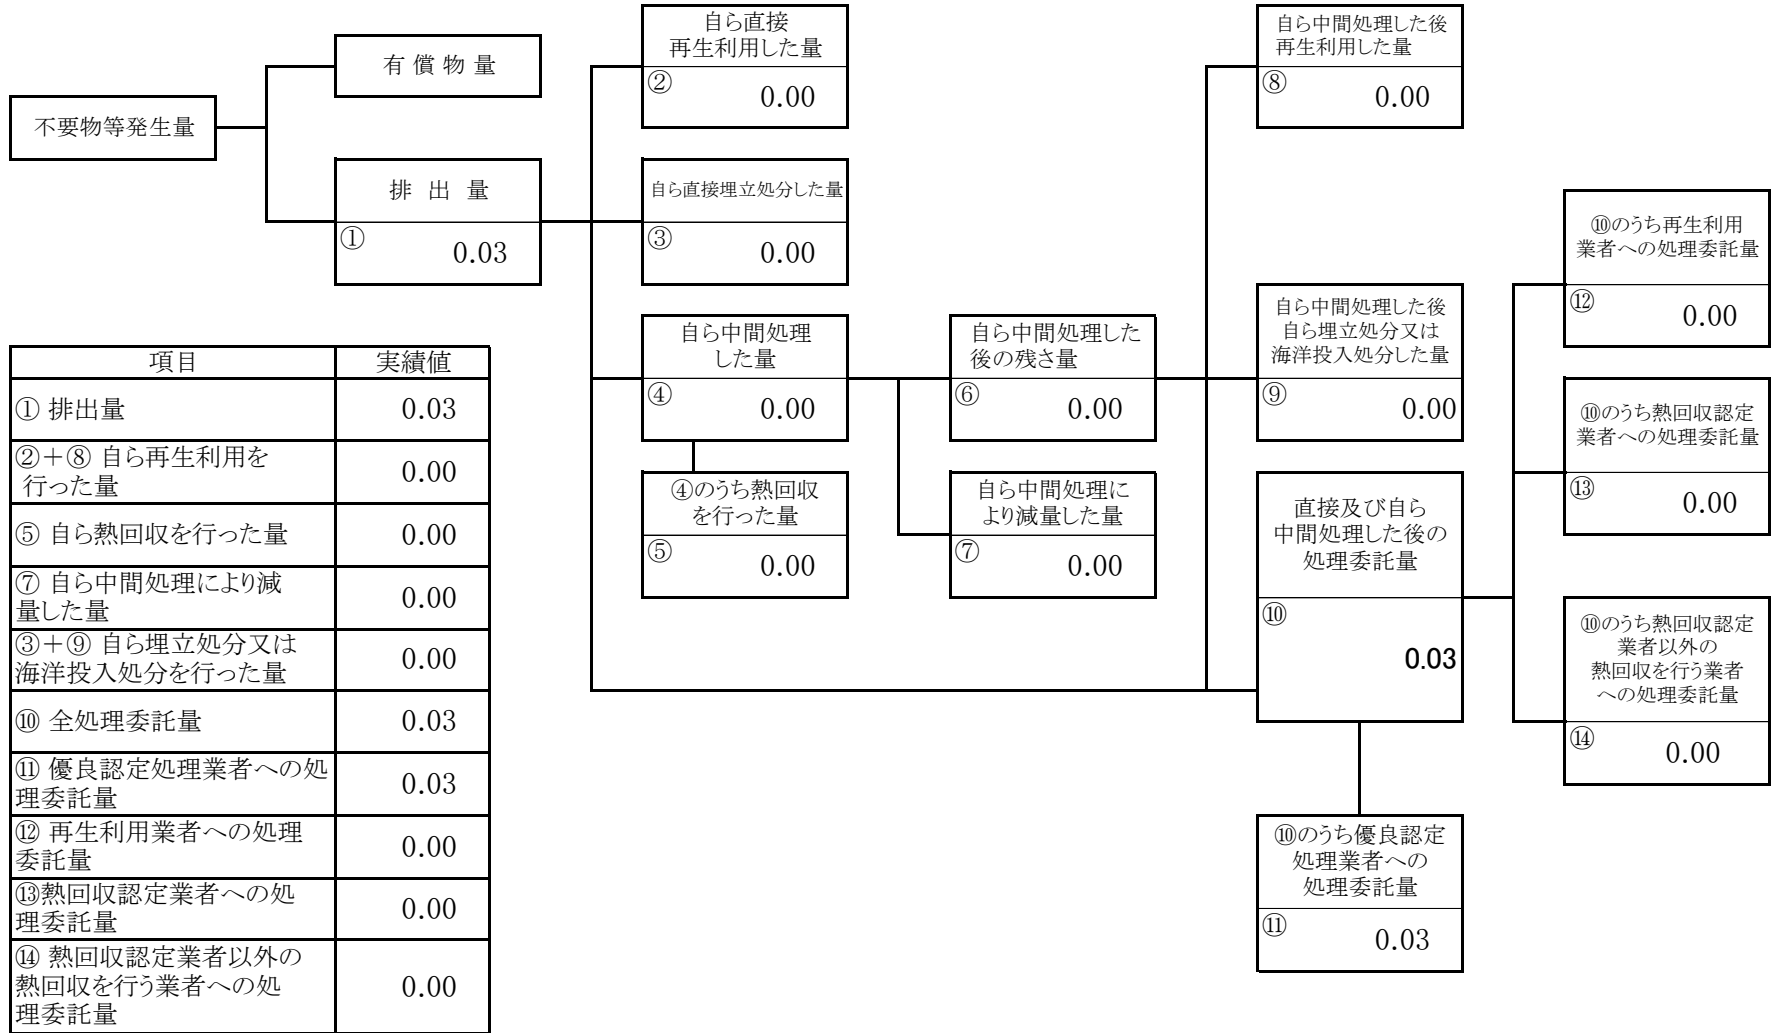 不要物等発生量
有 償 物 量
排 出 量
① 0.03
自ら直接
再生利用した量
② 0.00
自ら直接埋立処分した量
③ 0.00
自ら中間処理
した量
④ 0.00
④のうち熱回収
を行った量
⑤ 0.00
自ら中間処理した
後の残さ量
⑥ 0.00
自ら中間処理に
より減量した量
⑦ 0.00
自ら中間処理した後
再生利用した量
⑧ 0.00
自ら中間処理した後
自ら埋立処分又は
海洋投入処分した量
⑨ 0.00
直接及び自ら
中間処理した後の
処理委託量
⑩ 0.03
⑩のうち優良認定
処理業者への
処理委託量
⑪ 0.03
⑩のうち再生利用
業者への処理委託量
⑫ 0.00
⑩のうち熱回収認定
業者への処理委託量
⑬ 0.00
⑩のうち熱回収認定
業者以外の
熱回収を行う業者
への処理委託量
⑭ 0.00
項目 実績値
① 排出量 0.03
②+⑧ 自ら再生利用を
行った量 0.00
⑤ 自ら熱回収を行った量 0.00
⑦ 自ら中間処理により減
量した量 0.00
③+⑨ 自ら埋立処分又は
海洋投入処分を行った量 0.00
⑩ 全処理委託量 0.03
⑪ 優良認定処理業者への処
理委託量 0.03
⑫ 再生利用業者への処理
委託量 0.00
⑬熱回収認定業者への処
理委託量 0.00
⑭ 熱回収認定業者以外の
熱回収を行う業者への処
理委託量 0.00